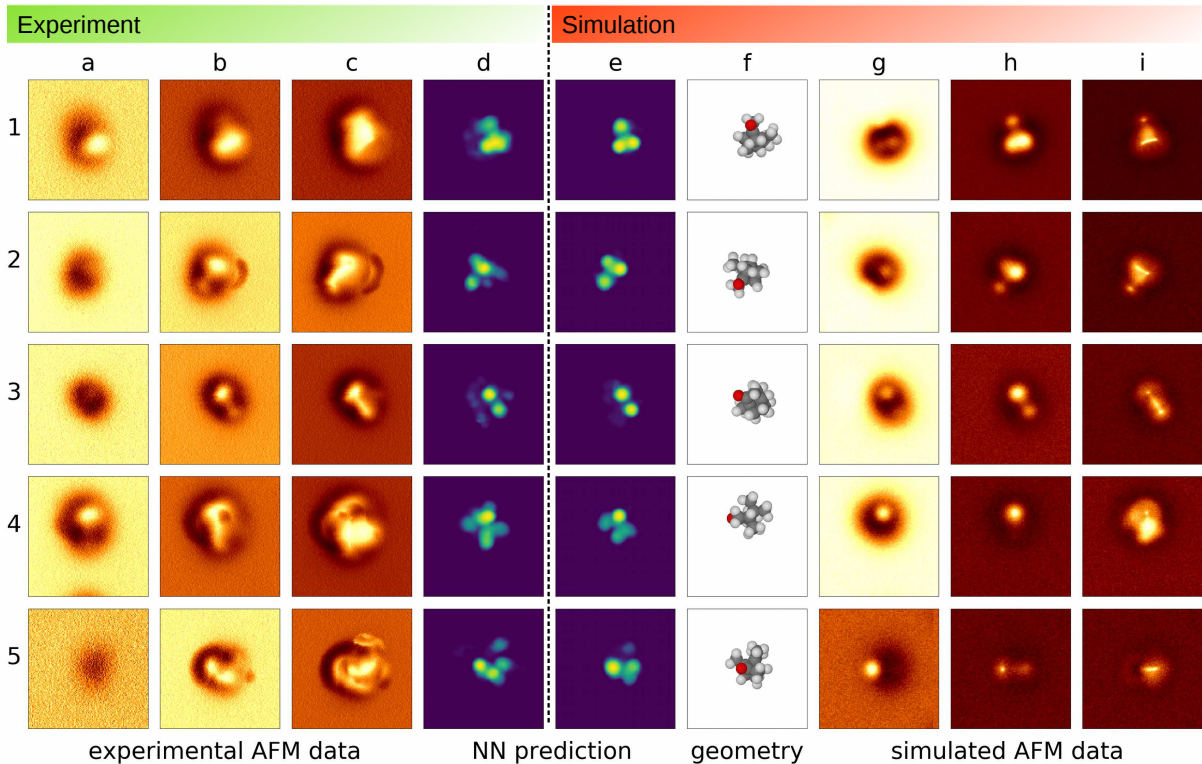 Experiment Simulation
a b c d e f g h i
1
2
3
4
5
experimental AFM data NN prediction geometry simulated AFM data